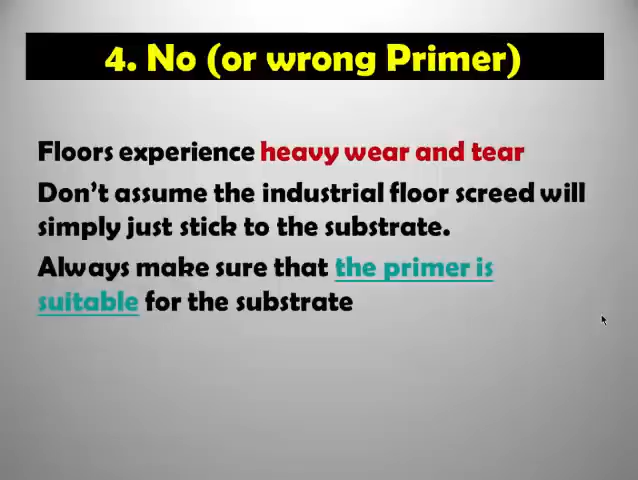 4. No (or wrong Primer)
Floors experience heavy wear and tear
Don't assume the industrial floor screed will
simply just stick to the substrate.
Always make sure that the primer is
suitable for the substrate